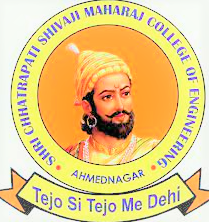 SHRI CHHATRAPATI SHIVAJI MAHARAJ COLLEGE OF ENGINEERING
AHMEDNAGAR
Tejo Si Tejo Me Dehi